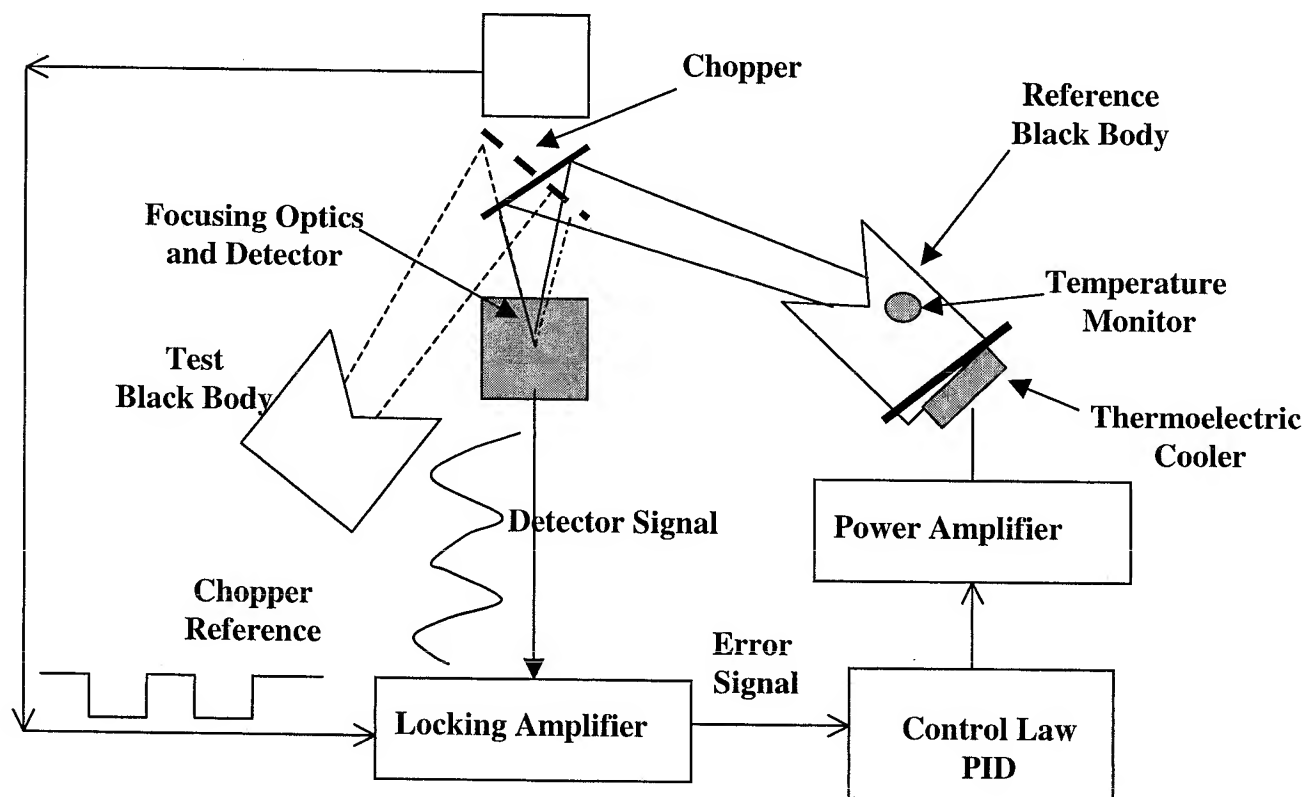 Chopper
Reference
Black Body
Focusing Optics
and Detector
Temperature
Monitor
Test
Black Body
Thermoelectric
Cooler
Detector Signal
Power Amplifier
Chopper
Reference
Error
Signal
Locking Amplifier
Control Law
PID